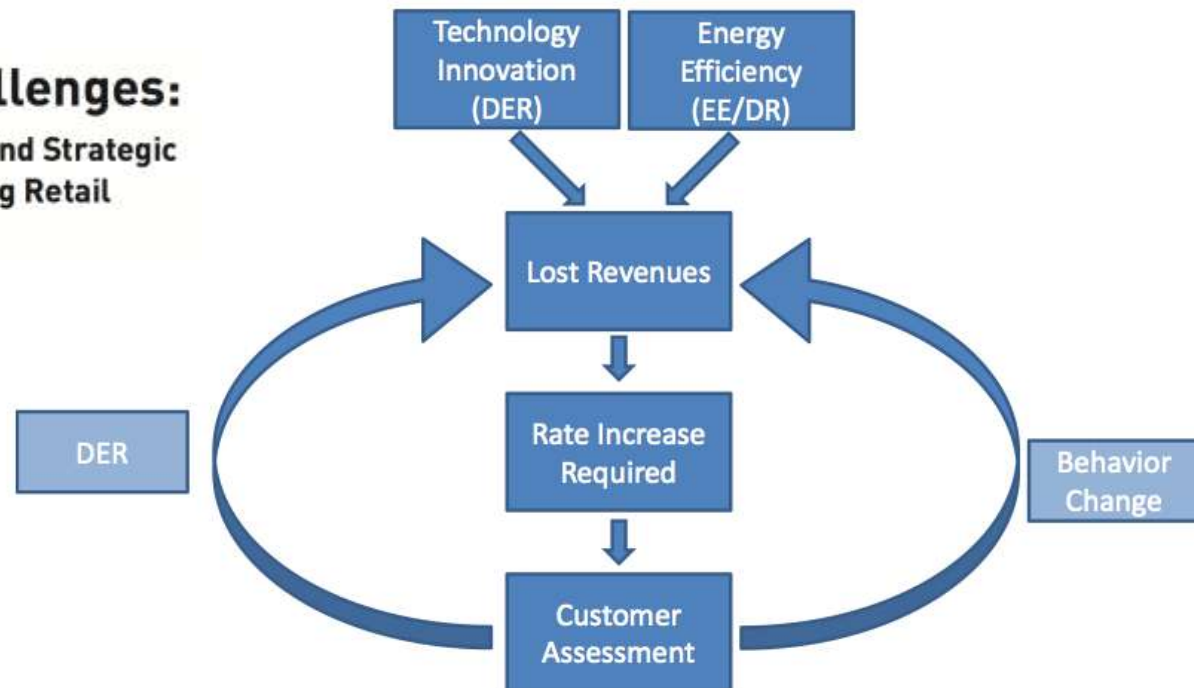 llenges:
nd Strategic
g Retail
Technology
Innovation
(DER)
Energy
Efficiency
(EE/DR)
Lost Revenues
Rate Increase
Required
Customer
Assessment
DER
Behavior
Change